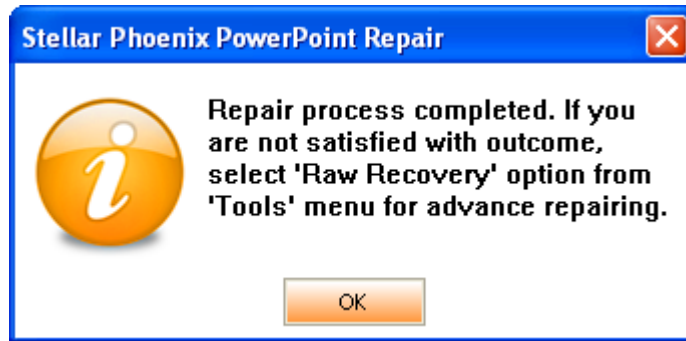 Stellar Phoenix PowerPoint Repair
Repair process completed. If you
are not satisfied with outcome,
select 'Raw Recovery' option from
'Tools' menu for advance repairing.
OK